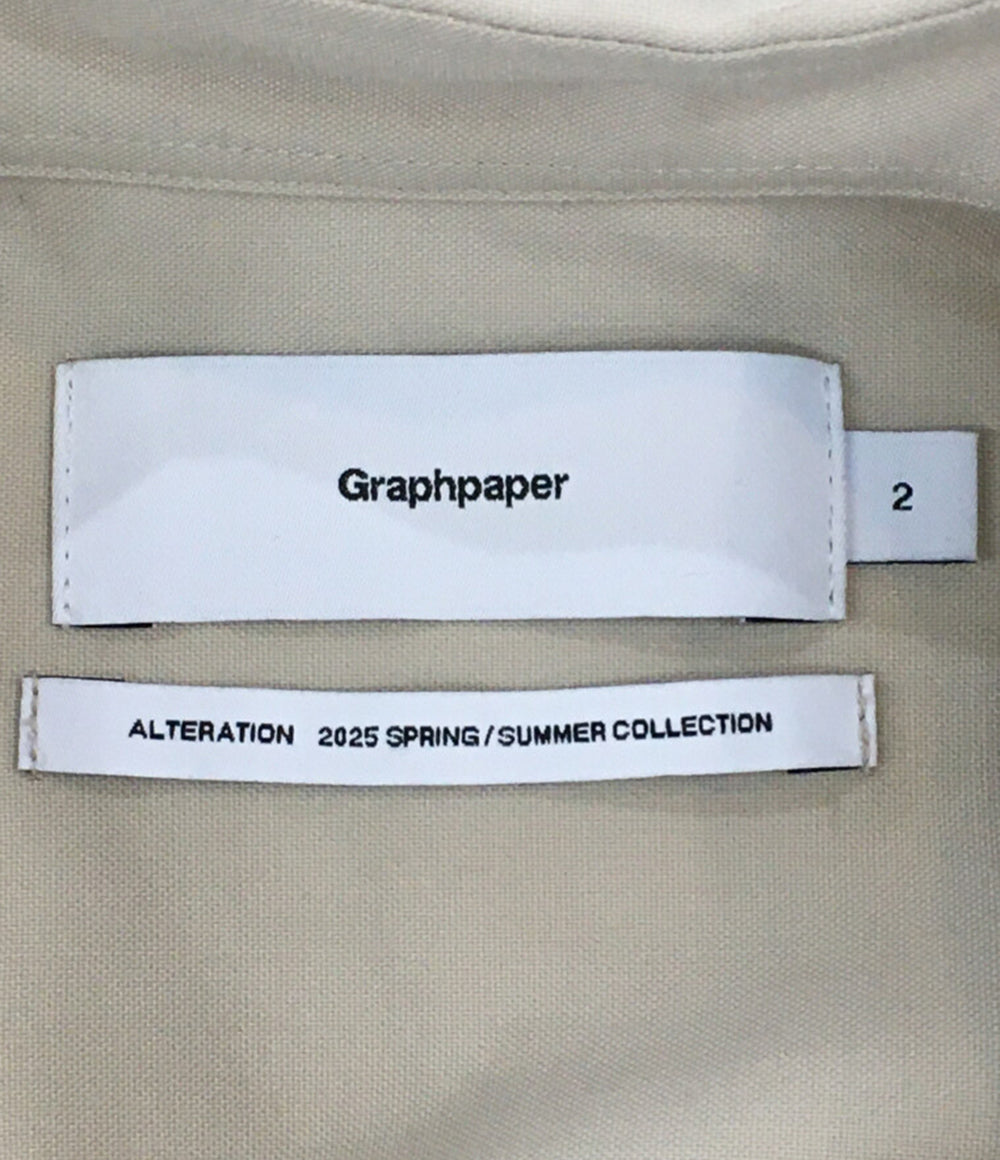 Graphpaper
2
ALTERATION 2025 SPRING/SUMMER COLLECTION